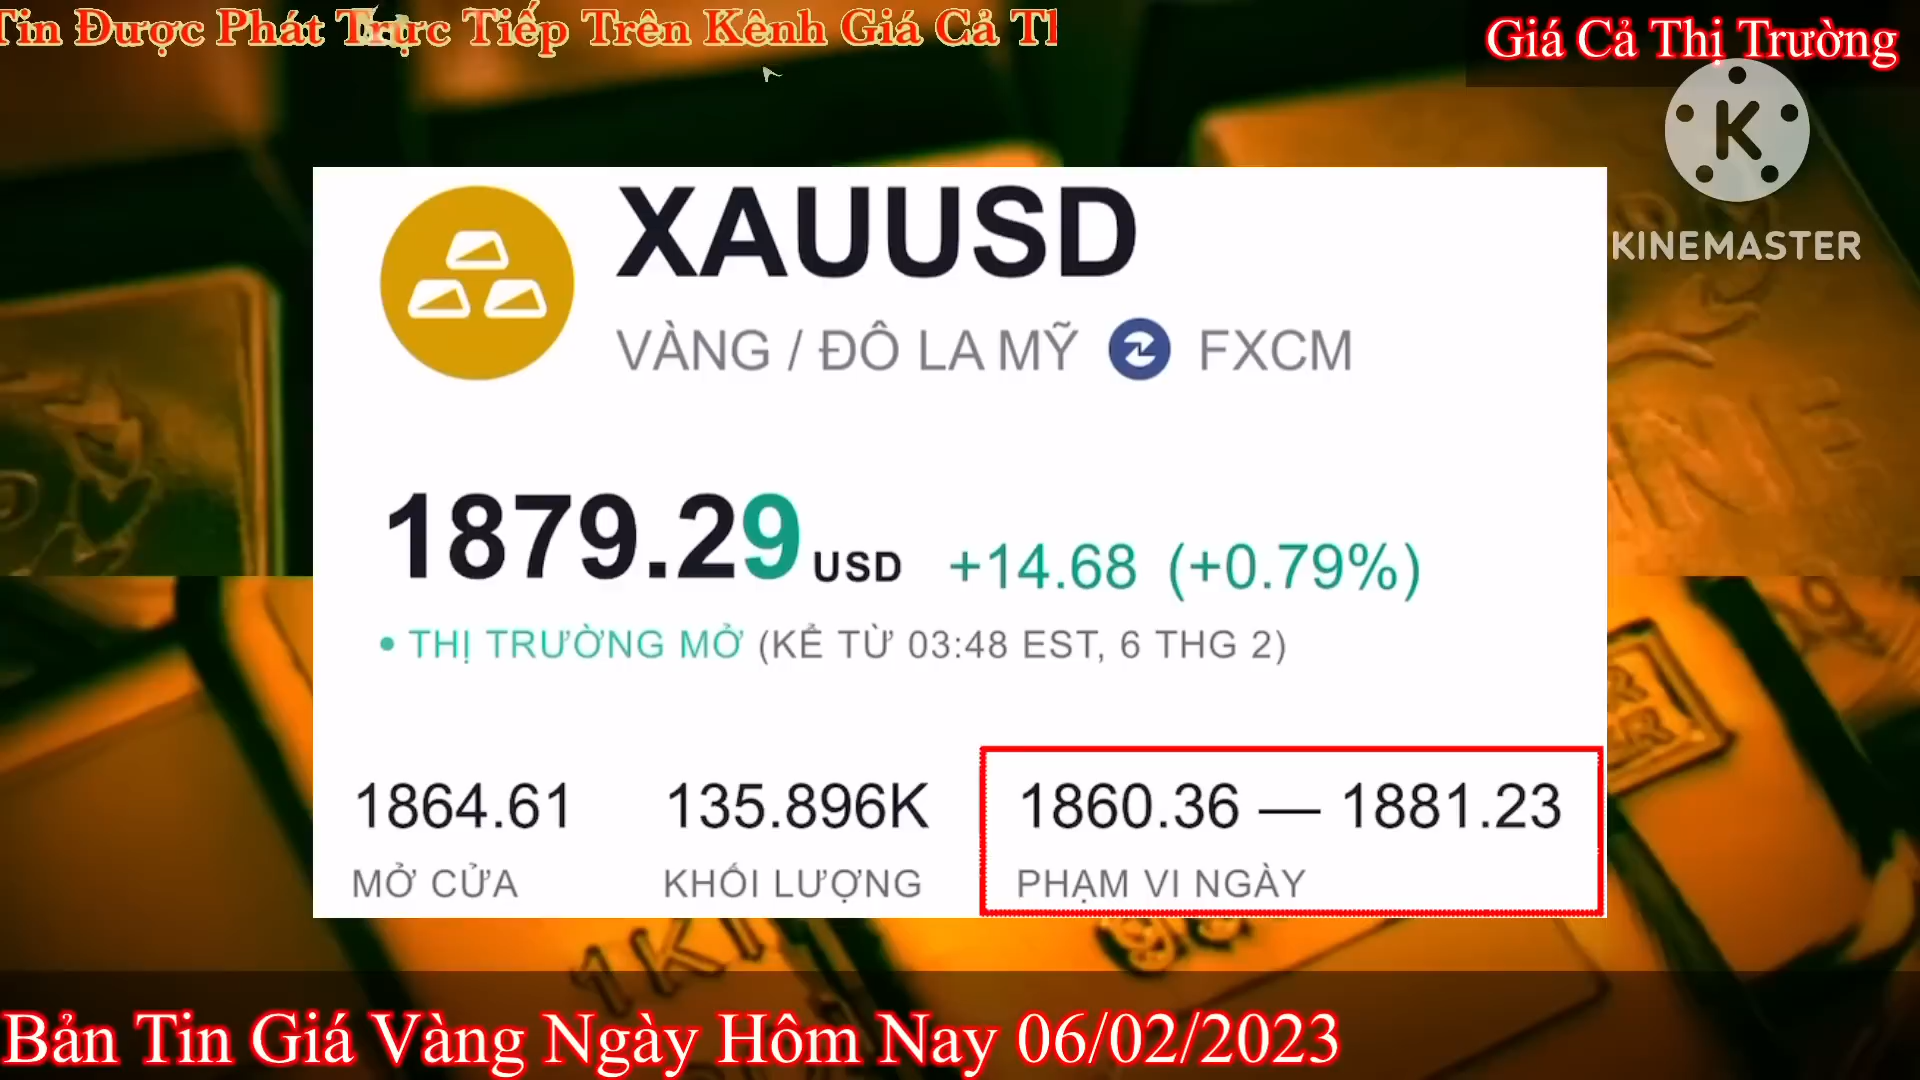 Tin Được Phát Trực Tiếp Trên Kênh Giá Cả
Giá Cả Thị Trường
K
KINEMASTER
XAUUSD
VÀNG / ĐÔ LA MỸ FXCM
1879.29 USD +14.68 (+0.79%)
• THỊ TRƯỜNG MỞ (KỂ TỪ 03:48 EST, 6 THG 2)
1864.61 135.896K 1860.36 — 1881.23
MỞ CỬA KHỐI LƯỢNG PHẠM VI NGÀY
1KI
Bản Tin Giá Vàng Ngày Hôm Nay 06/02/2023